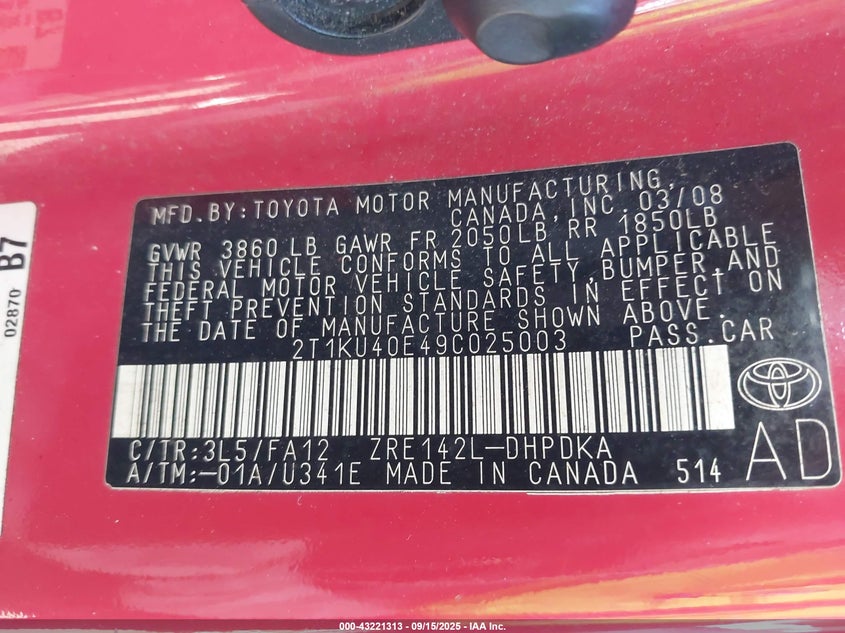 MFD. BY: TOYOTA MOTOR MANUFACTURING,
CANADA, INC. 03/08
GVWR 3860 LB GAWR FR 2050LB RR 1850LB
THIS VEHICLE CONFORMS TO ALL APPLICABLE
FEDERAL MOTOR VEHICLE SAFETY, BUMPER, AND
THEFT PREVENTION STANDARDS IN EFFECT ON
THE DATE OF MANUFACTURE SHOWN ABOVE.
2T1KU40E49C025003 PASS. CAR
C/TR: 3L5/FA12 ZRE142L-DHPDKA
A/TM: -01A/U341E MADE IN CANADA 514
AD
02870 B7
000-43221313 - 09/15/2025 - IAA Inc.